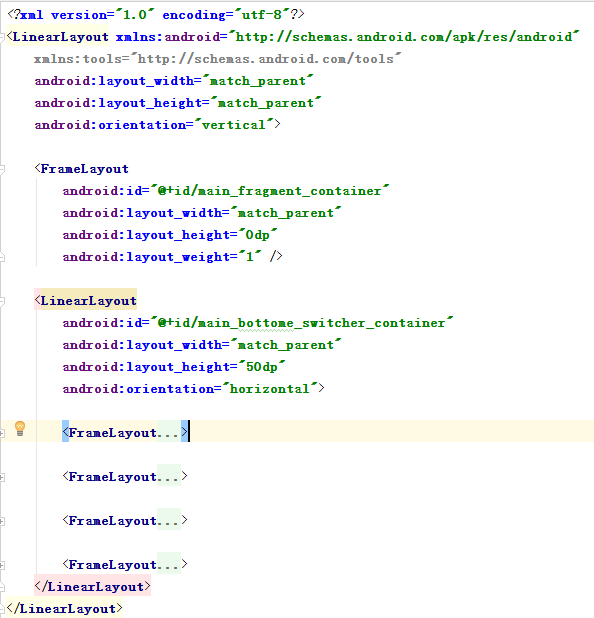 <?xml version="1.0" encoding="utf-8"?>
<LinearLayout xmlns:android="http://schemas.android.com/apk/res/android"
    xmlns:tools="http://schemas.android.com/tools"
    android:layout_width="match_parent"
    android:layout_height="match_parent"
    android:orientation="vertical">

    <FrameLayout
        android:id="@+id/main_fragment_container"
        android:layout_width="match_parent"
        android:layout_height="0dp"
        android:layout_weight="1" />

    <LinearLayout
        android:id="@+id/main_bottome_switcher_container"
        android:layout_width="match_parent"
        android:layout_height="50dp"
        android:orientation="horizontal">

        <FrameLayout...>

        <FrameLayout...>

        <FrameLayout...>

        <FrameLayout...>
    </LinearLayout>
</LinearLayout>